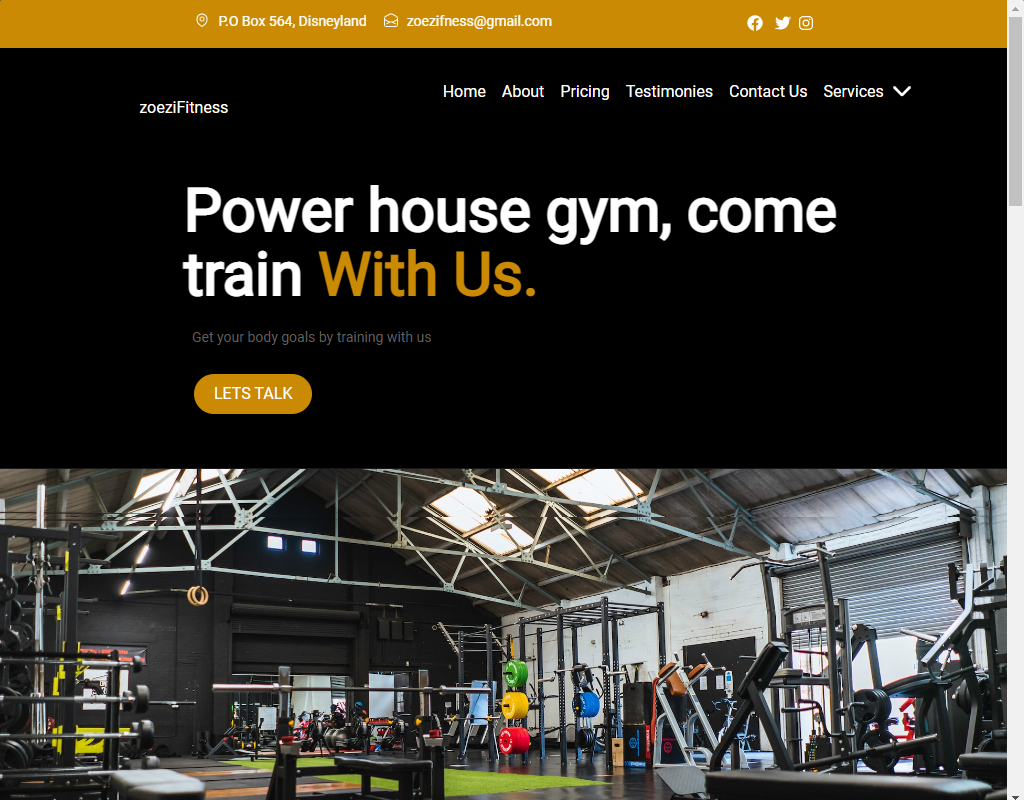 P.O Box 564, Disneyland zoezifness@gmail.com
Home About Pricing Testimonies Contact Us Services
zoeziFitness
Power house gym, come
train With Us.
Get your body goals by training with us
LETS TALK